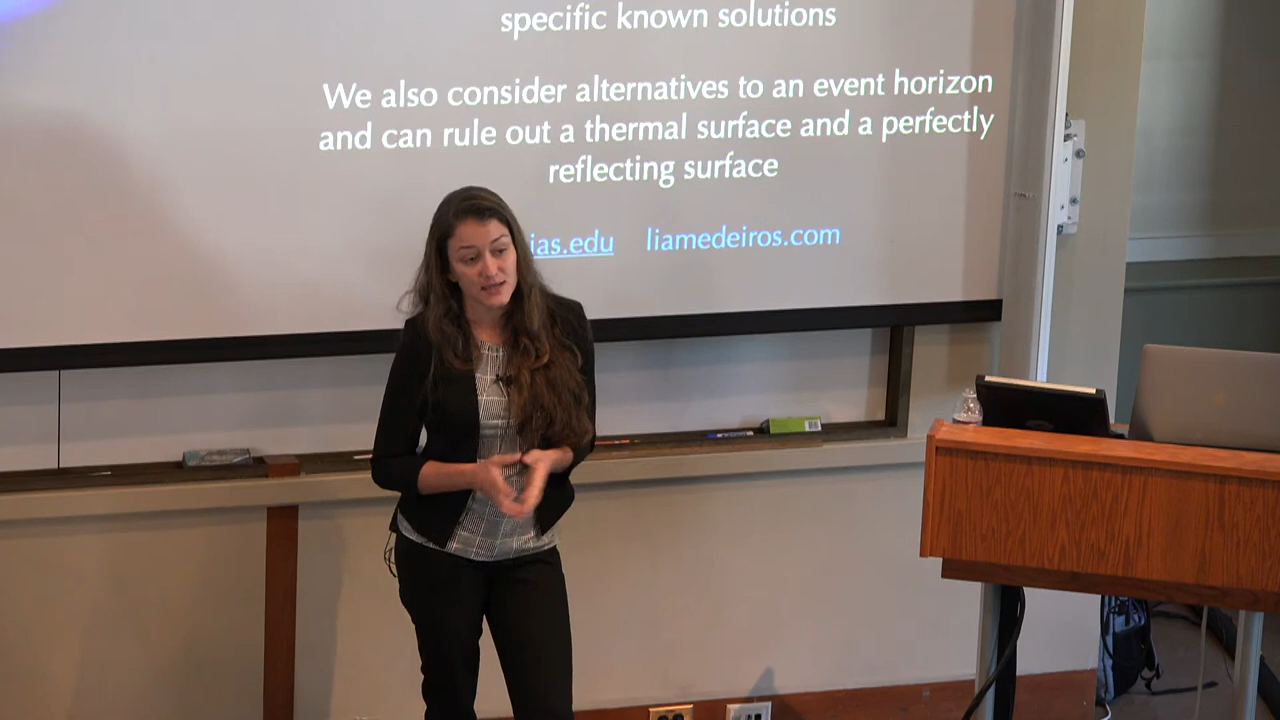 specific known solutions
We also consider alternatives to an event horizon
and can rule out a thermal surface and a perfectly
reflecting surface
ias.edu liamedeiros.com